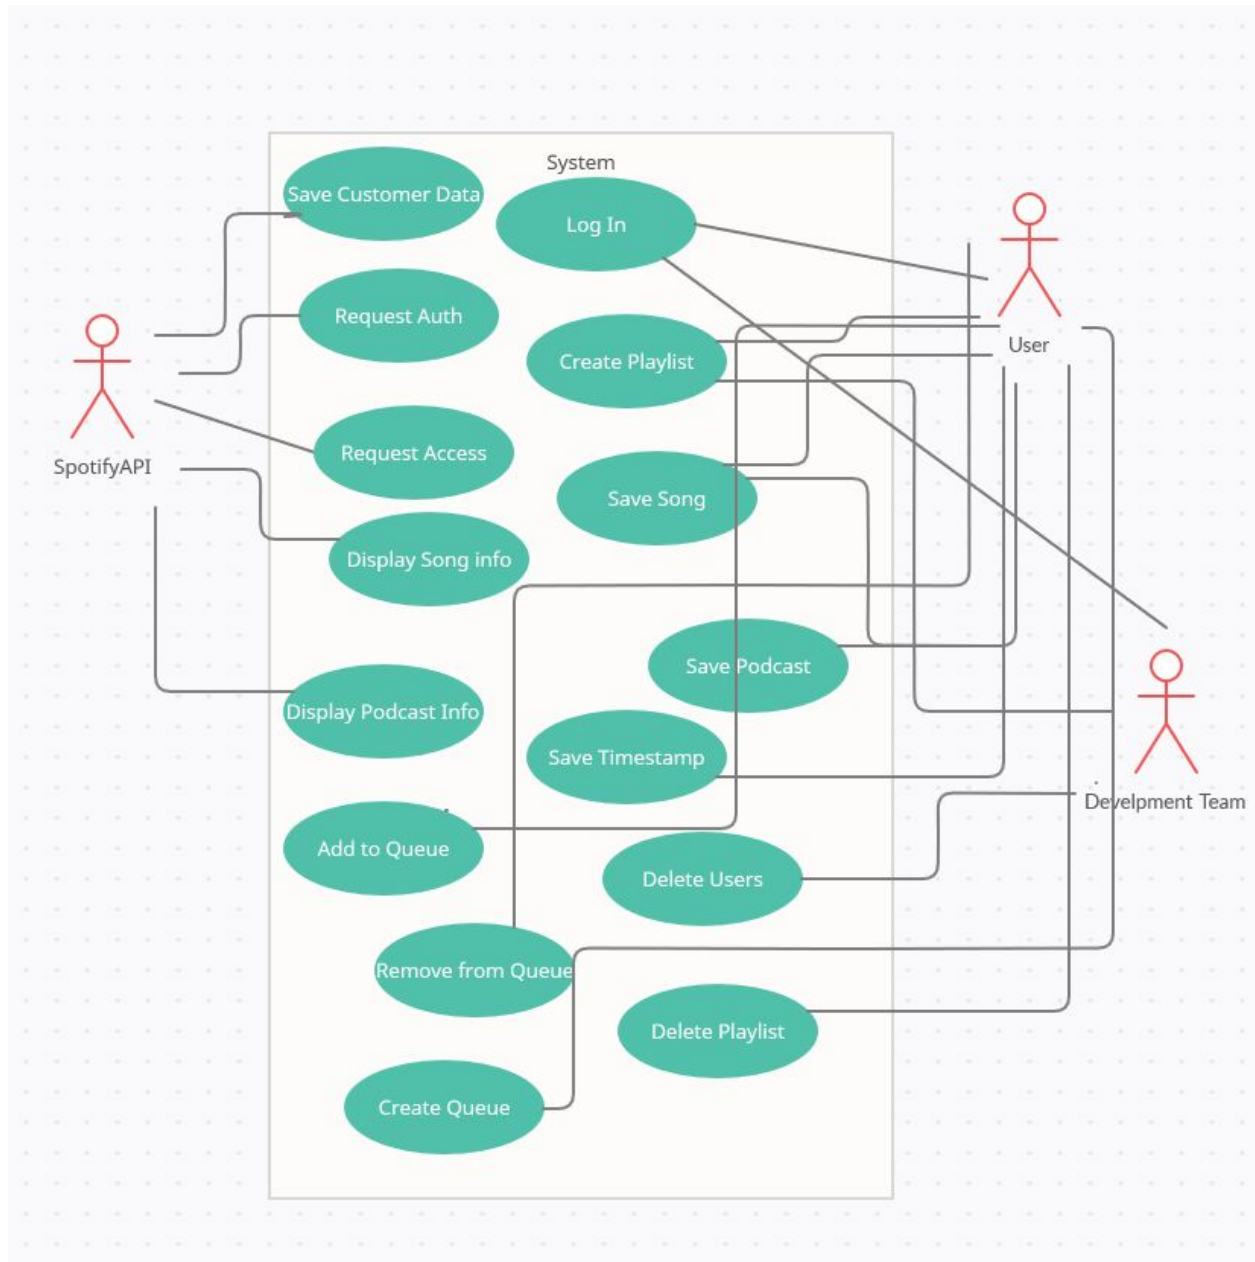 System
Save Customer Data
Log In
Request Auth
User
Create Playlist
Request Access
SpotifyAPI
Save Song
Display Song info
Save Podcast
Display Podcast Info
Save Timestamp
Develpment Team
Add to Queue
Delete Users
Remove from Queue
Delete Playlist
Create Queue